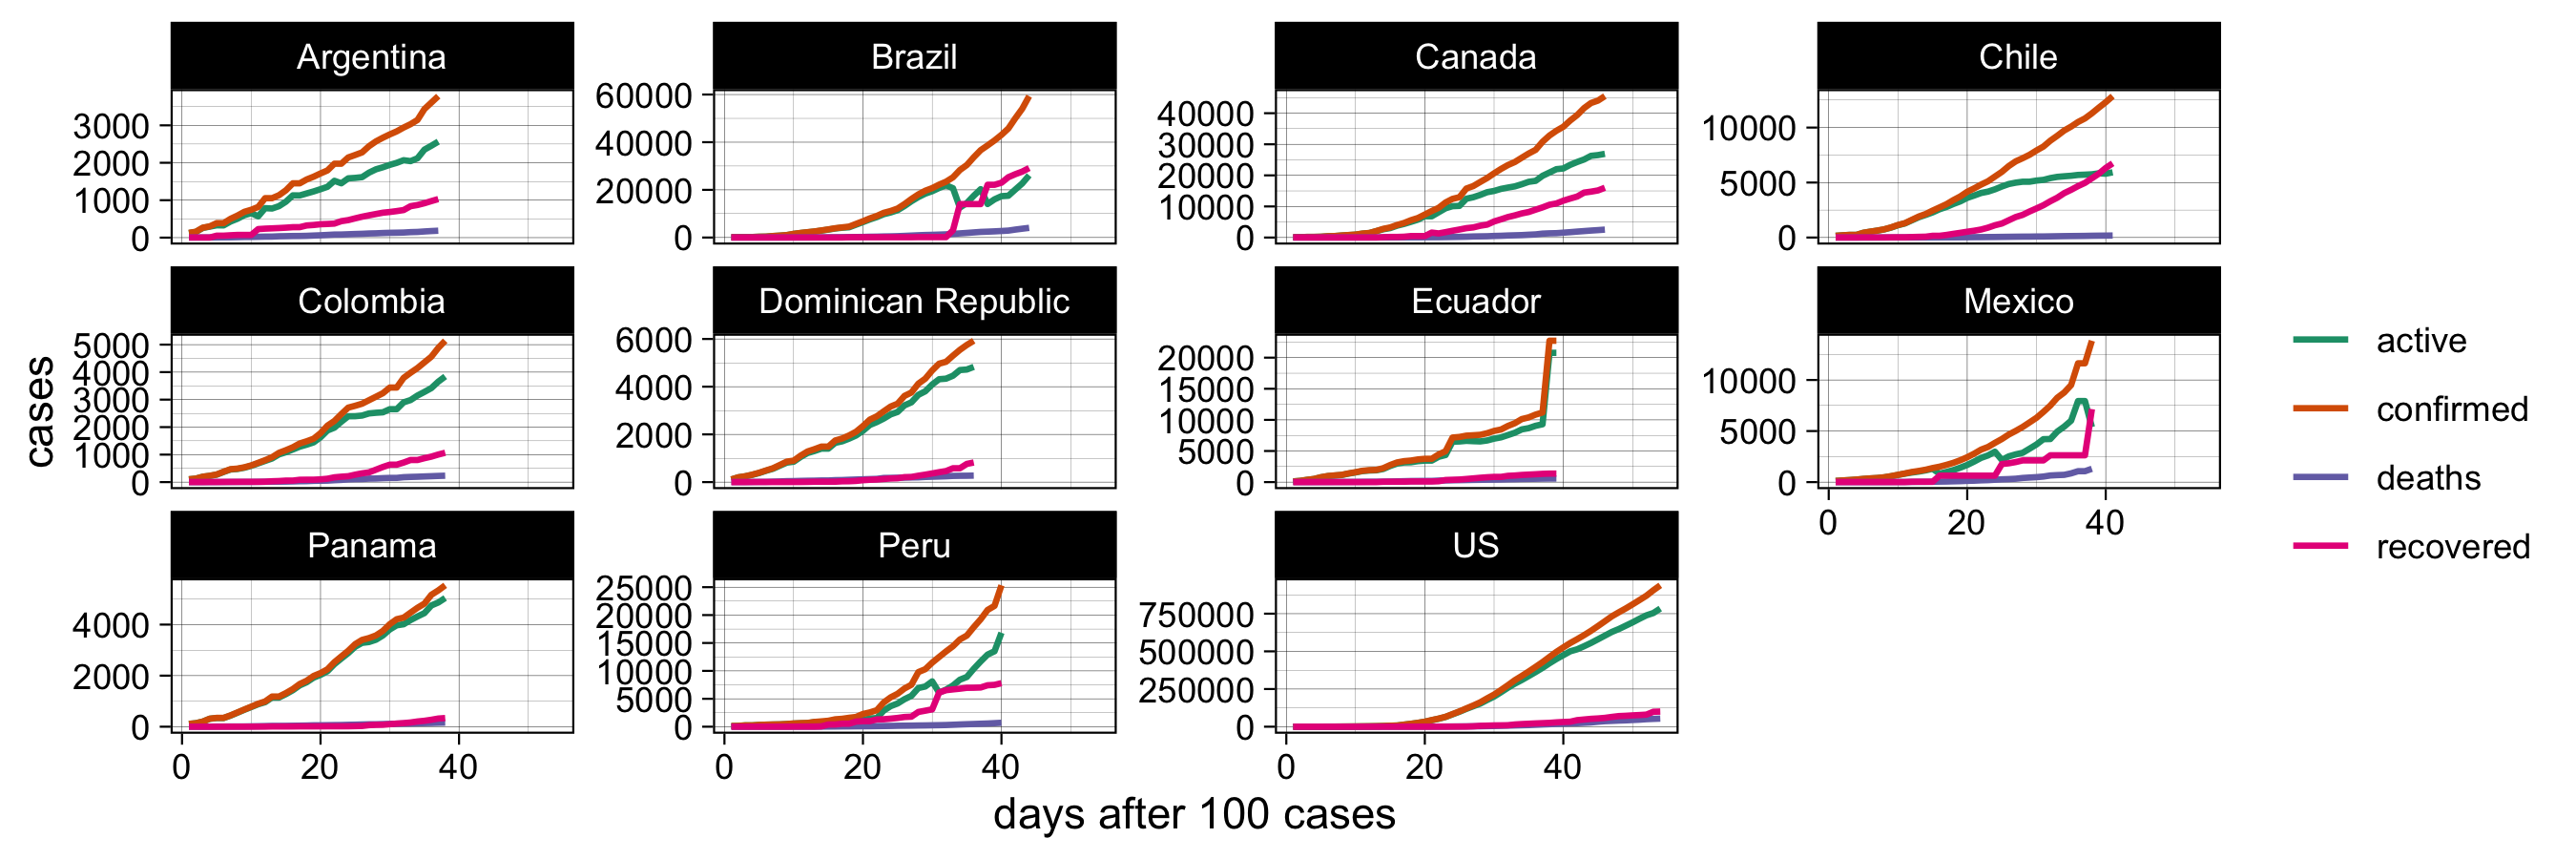 Argentina
Brazil
Canada
Chile
3000
2000
1000
0
60000
40000
20000
0
40000
30000
20000
10000
0
10000
5000
0
Colombia
Dominican Republic
Ecuador
Mexico
5000
4000
3000
2000
1000
0
6000
4000
2000
0
20000
15000
10000
5000
0
10000
5000
0
0 20 40
Panama
Peru
US
4000
2000
0
25000
20000
15000
10000
5000
0
750000
500000
250000
0
0 20 40
0 20 40
0 20 40
cases
days after 100 cases
active
confirmed
deaths
recovered